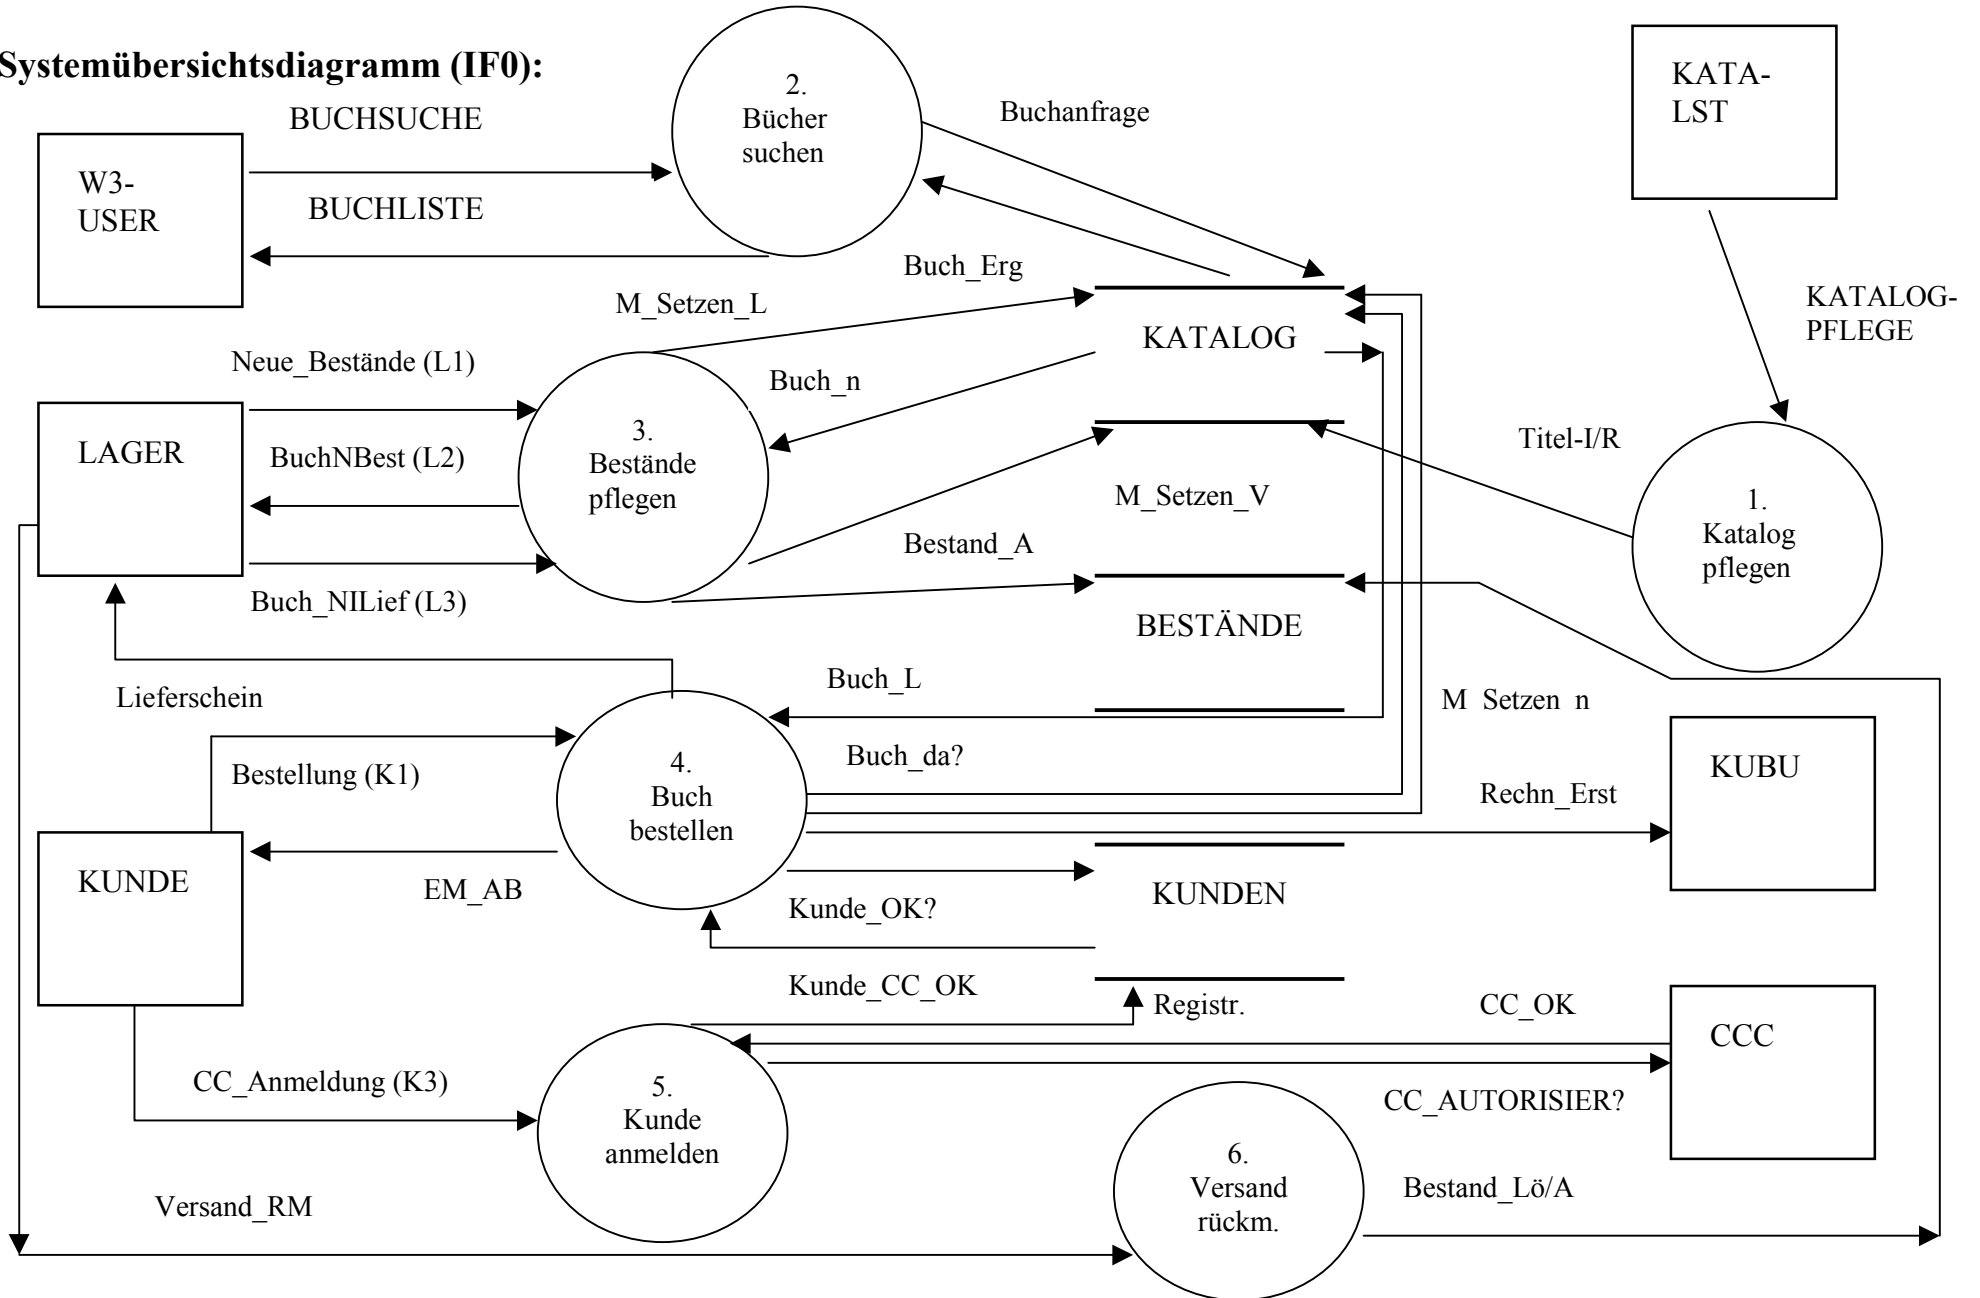 Systemübersichtsdiagramm (IF0):
BUCHSUCHE
W3-
USER
BUCHLISTE
2.
Bücher
suchen
Buchanfrage
KATA-
LST
KATALOG-
PFLEGE
Buch_Erg
M_Setzen_L
KATALOG
Neue_Bestände (L1)
Buch_n
LAGER
BuchNBest (L2)
3.
Bestände
pflegen
Titel-I/R
M_Setzen_V
1.
Katalog
pflegen
Bestand_A
Buch_NILief (L3)
BESTÄNDE
Lieferschein
Buch_L
M_Setzen_n
Bestellung (K1)
4.
Buch
bestellen
Buch_da?
KUBU
Rechn_Erst
KUNDE
EM_AB
Kunde_OK?
KUNDEN
Kunde_CC_OK
Registr.
CC_OK
CCC
CC_Anmeldung (K3)
5.
Kunde
anmelden
CC_AUTORISIER?
6.
Versand
rückm.
Bestand_Lö/A
Versand_RM